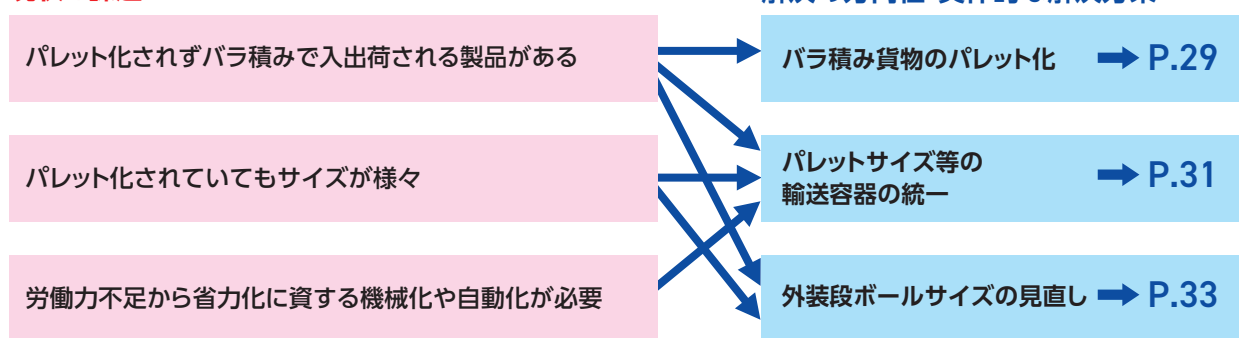 パレット化されずバラ積みで入出荷される製品がある
バラ積み貨物のパレット化 ➡ P.29
パレット化されていてもサイズが様々
パレットサイズ等の
輸送容器の統一 ➡ P.31
労働力不足から省力化に資する機械化や自動化が必要
外装段ボールサイズの見直し ➡ P.33